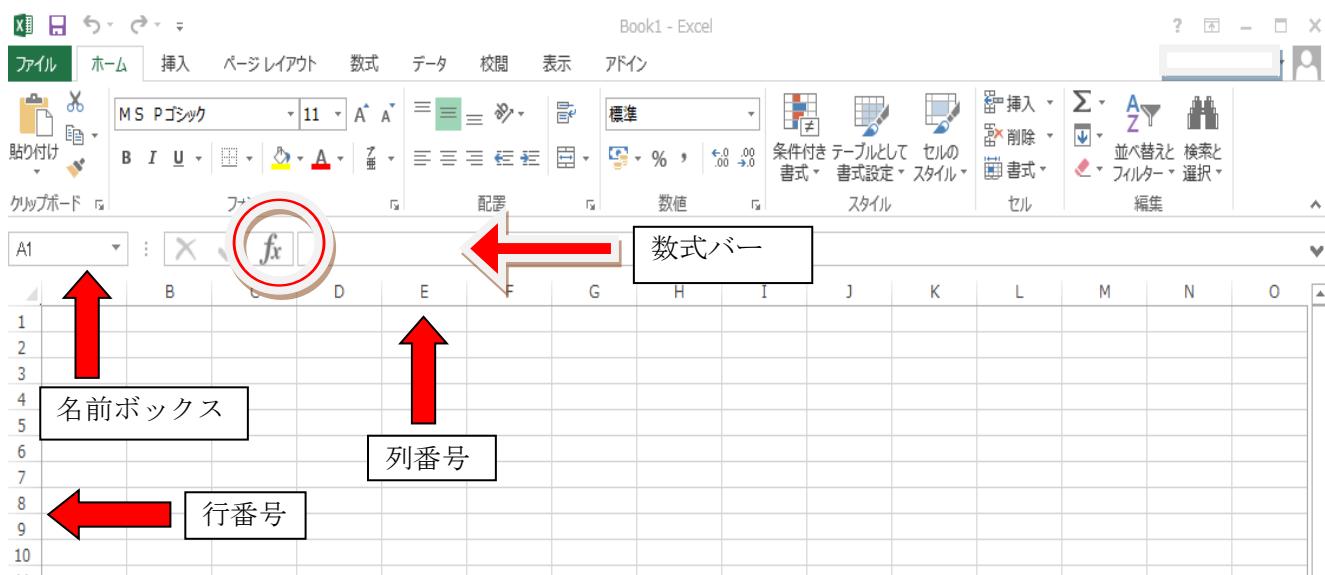 Book1 - Excel
ファイル ホーム 挿入 ページ レイアウト 数式 データ 校閲 表示 アドイン
貼り付け
ＭＳ Ｐゴシック 11
B I U
標準
% ,
条件付き書式
テーブルとして書式設定
セルのスタイル
挿入
削除
書式
並べ替えと フィルター
検索と選択
クリップボード 配置 数値 スタイル セル 編集
A1 fx 数式バー
B D E F G H I J K L M N O
1
2
3
4
名前ボックス
5
6
列番号
7
8
行番号
9
10